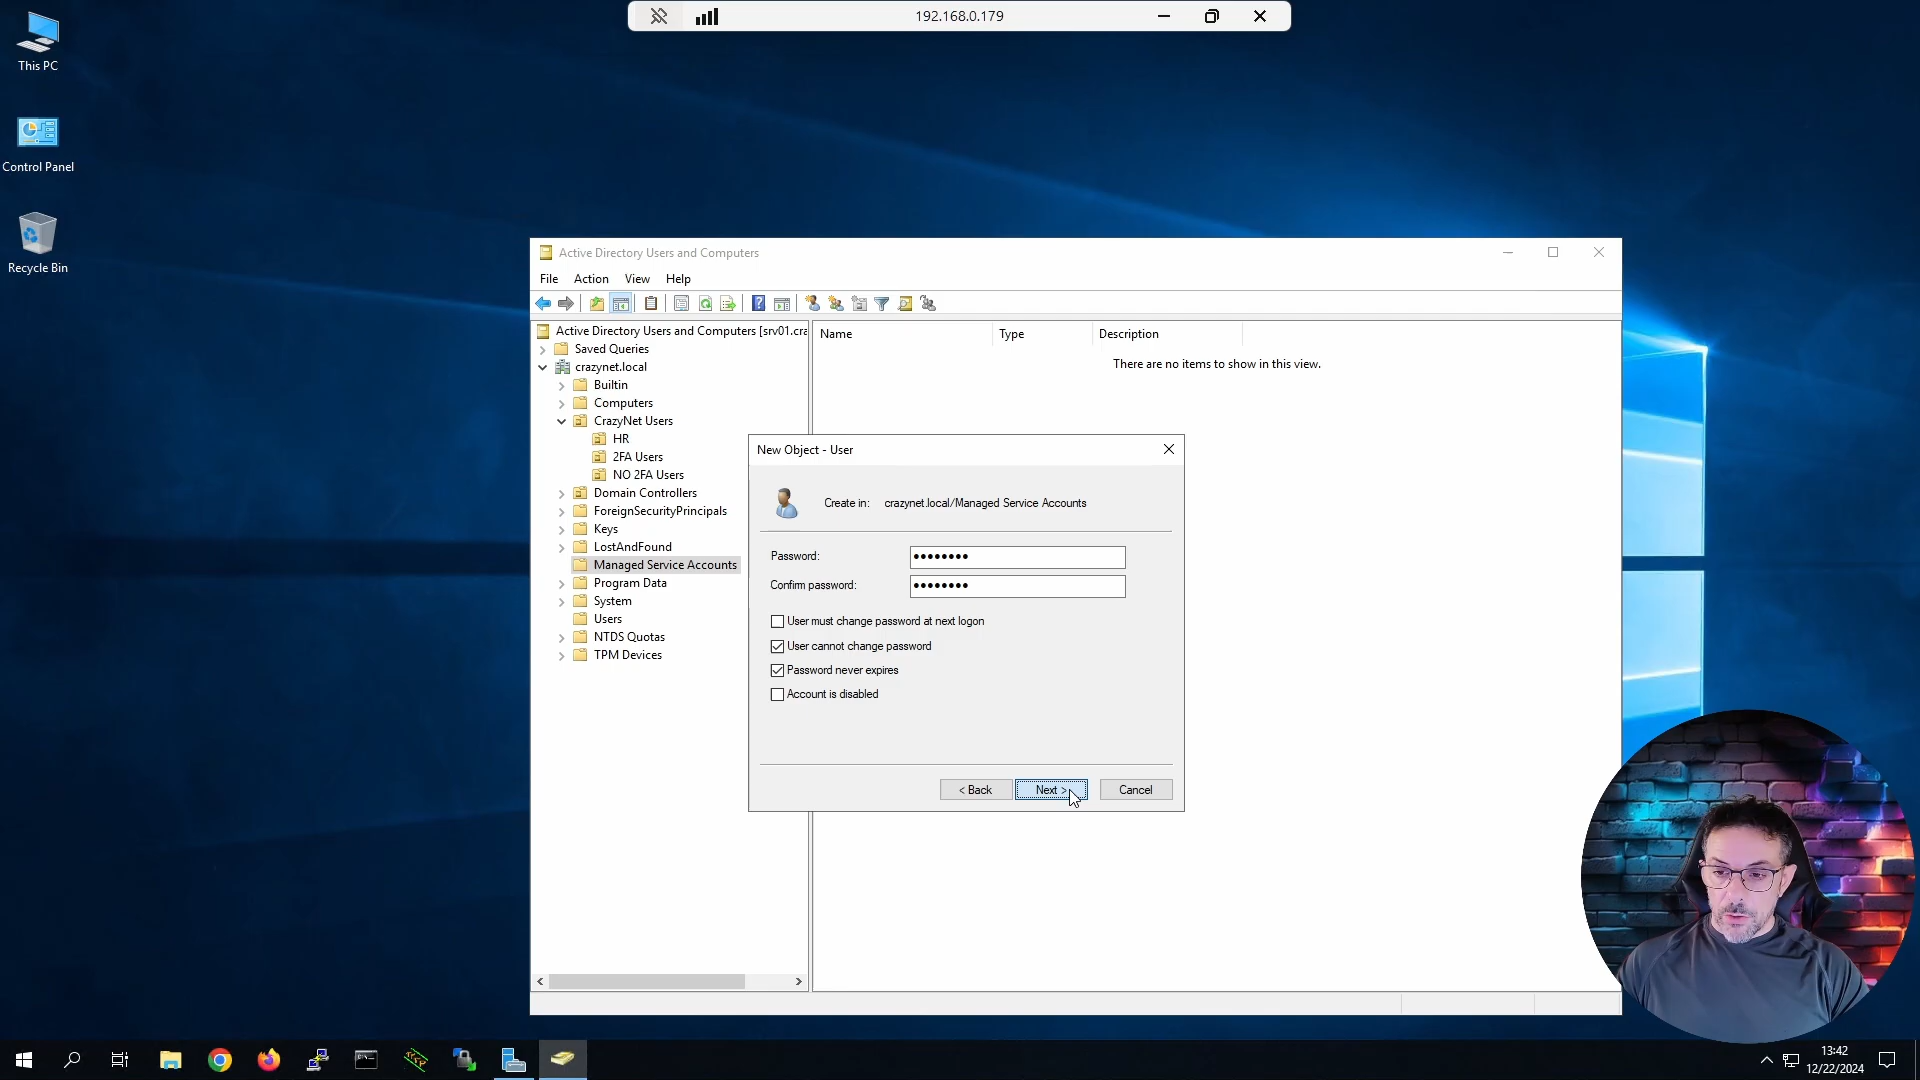 192.168.0.179
This PC
Control Panel
Recycle Bin
Active Directory Users and Computers
File Action View Help
Active Directory Users and Computers [srv01.cra
Saved Queries
crazynet.local
Builtin
Computers
CrazyNet Users
HR
2FA Users
NO 2FA Users
Domain Controllers
ForeignSecurityPrincipals
Keys
LostAndFound
Managed Service Accounts
Program Data
System
Users
NTDS Quotas
TPM Devices
Name Type Description
There are no items to show in this view.
New Object - User
Create in: crazynet.local/Managed Service Accounts
Password: ••••••••
Confirm password: ••••••••
User must change password at next logon
User cannot change password
Password never expires
Account is disabled
< Back Next > Cancel
13:42
12/22/2024